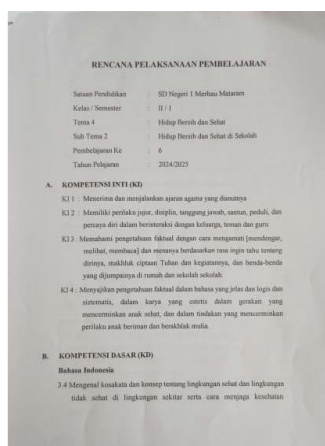 RENCANA PELAKSANAAN PEMBELAJARAN
Satuan Pendidikan : SD Negeri 1 Merbau Mataram
Kelas / Semester : II / 1
Tema 4 : Hidup Bersih dan Sehat
Sub Tema 2 : Hidup Bersih dan Sehat di Sekolah
Pembelajaran Ke : 6
Tahun Pelajaran : 2024/2025
A. KOMPETENSI INTI (KI)
KI 1 : Menerima dan menjalankan ajaran agama yang dianutnya
KI 2 : Memiliki perilaku jujur, disiplin, tanggung jawab, santun, peduli, dan
percaya diri dalam berinteraksi dengan keluarga, teman dan guru
KI 3 : Memahami pengetahuan faktual dengan cara mengamati [mendengar,
melihat, membaca] dan menanya berdasarkan rasa ingin tahu tentang
dirinya, makhluk ciptaan Tuhan dan kegiatannya, dan benda-benda
yang dijumpainya di rumah dan sekolah sekolah.
KI 4 : Menyajikan pengetahuan faktual dalam bahasa yang jelas dan logis dan
sistematis, dalam karya yang estetis dalam gerakan yang
mencerminkan anak sehat, dan dalam tindakan yang mencerminkan
perilaku anak beriman dan berakhlak mulia.
B. KOMPETENSI DASAR (KD)
Bahasa Indonesia
3.4 Mengenal kosakata dan konsep tentang lingkungan sehat dan lingkungan
tidak sehat di lingkungan sekitar serta cara menjaga kesehatan